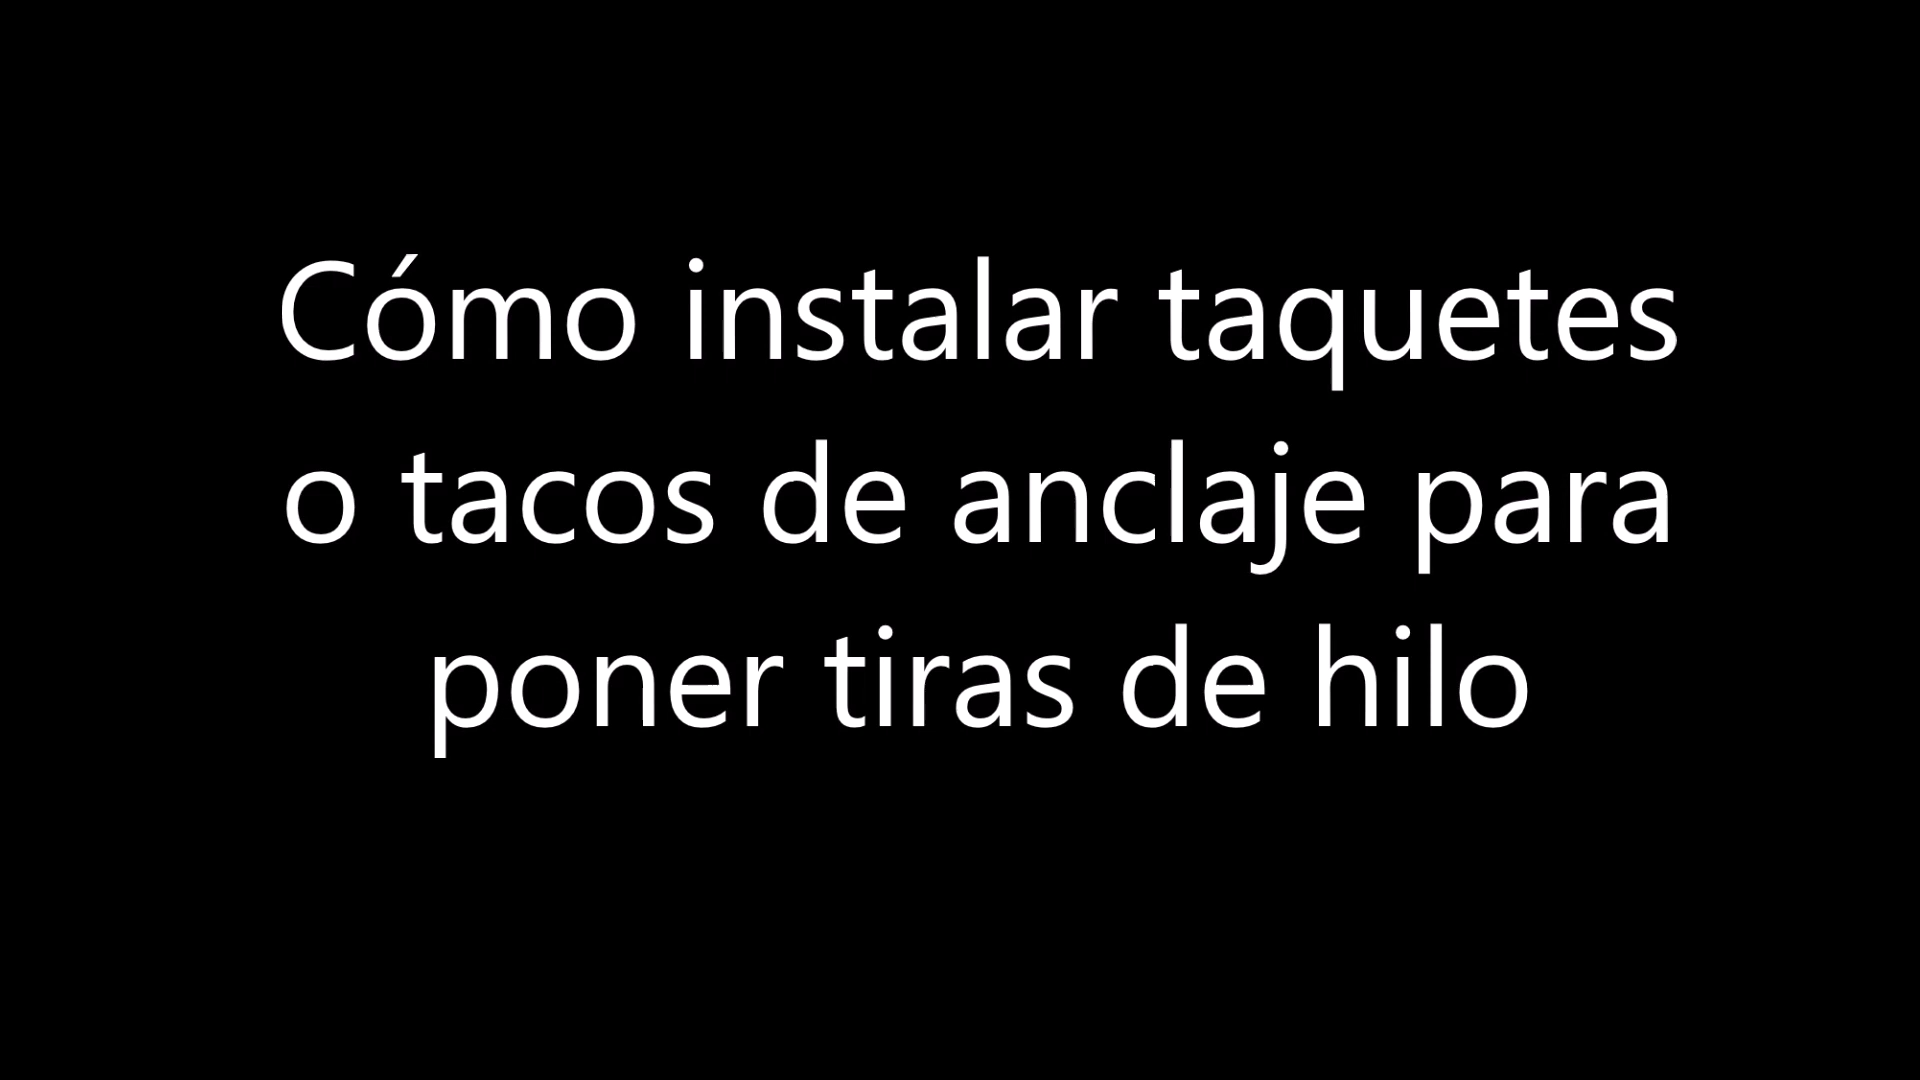 Cómo instalar taquetes
o tacos de anclaje para
poner tiras de hilo